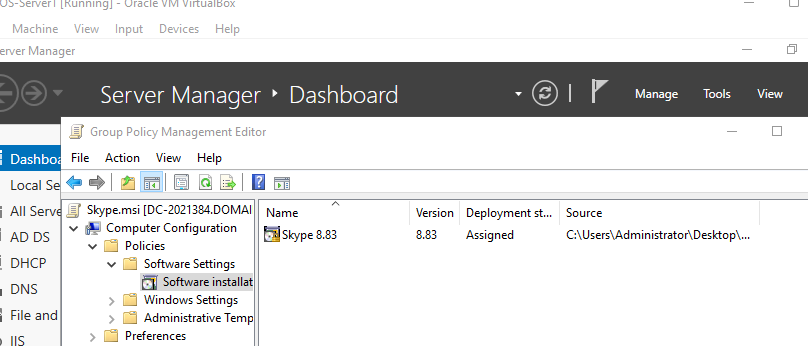 OS-Server1 [Running] - Oracle VM VirtualBox
Machine View Input Devices Help
erver Manager
Server Manager ‣ Dashboard
Manage Tools View
Group Policy Management Editor
File Action View Help
Dashboa
Local Se
All Serve
AD DS
DHCP
DNS
File and
IIS
Skype.msi [DC-2021384.DOMAI
Computer Configuration
Policies
Software Settings
Software installat
Windows Settings
Administrative Temp
Preferences
Name Version Deployment st... Source
Skype 8.83 8.83 Assigned C:\Users\Administrator\Desktop\...